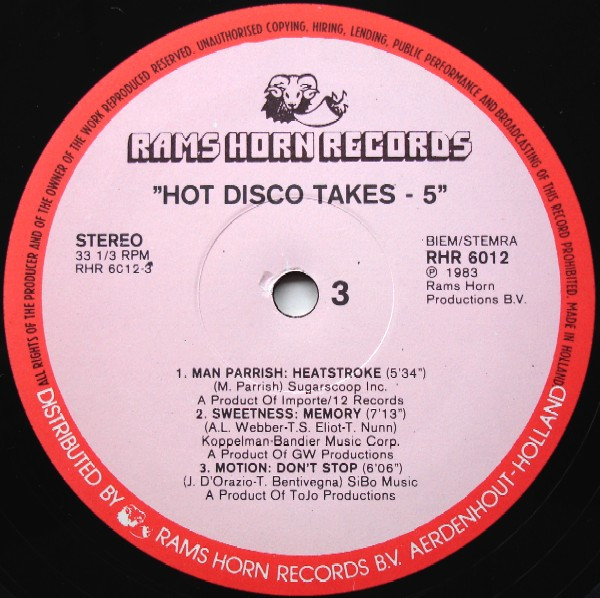 ALL RIGHTS OF THE PRODUCER AND OF THE OWNER OF THE WORK REPRODUCED RESERVED. UNAUTHORISED COPYING, HIRING, LENDING, PUBLIC PERFORMANCE AND BROADCASTING OF THIS RECORD PROHIBITED. MADE IN HOLLAND
RAMS HORN RECORDS
"HOT DISCO TAKES - 5"
STEREO
33 1/3 RPM
RHR 6012-3
BIEM/STEMRA
RHR 6012
℗ 1983
Rams Horn
Productions B.V.
3
1. MAN PARRISH: HEATSTROKE (5'34")
(M. Parrish) Sugarscoop Inc.
A Product Of Importe/12 Records
2. SWEETNESS: MEMORY (7'13")
(A.L. Webber-T.S. Eliot-T. Nunn)
Koppelman-Bandier Music Corp.
A Product Of GW Productions
3. MOTION: DON'T STOP (6'06")
(J. D'Orazio-T. Bentivegna) SiBo Music
A Product Of ToJo Productions
DISTRIBUTED BY RAMS HORN RECORDS B.V. AERDENHOUT-HOLLAND